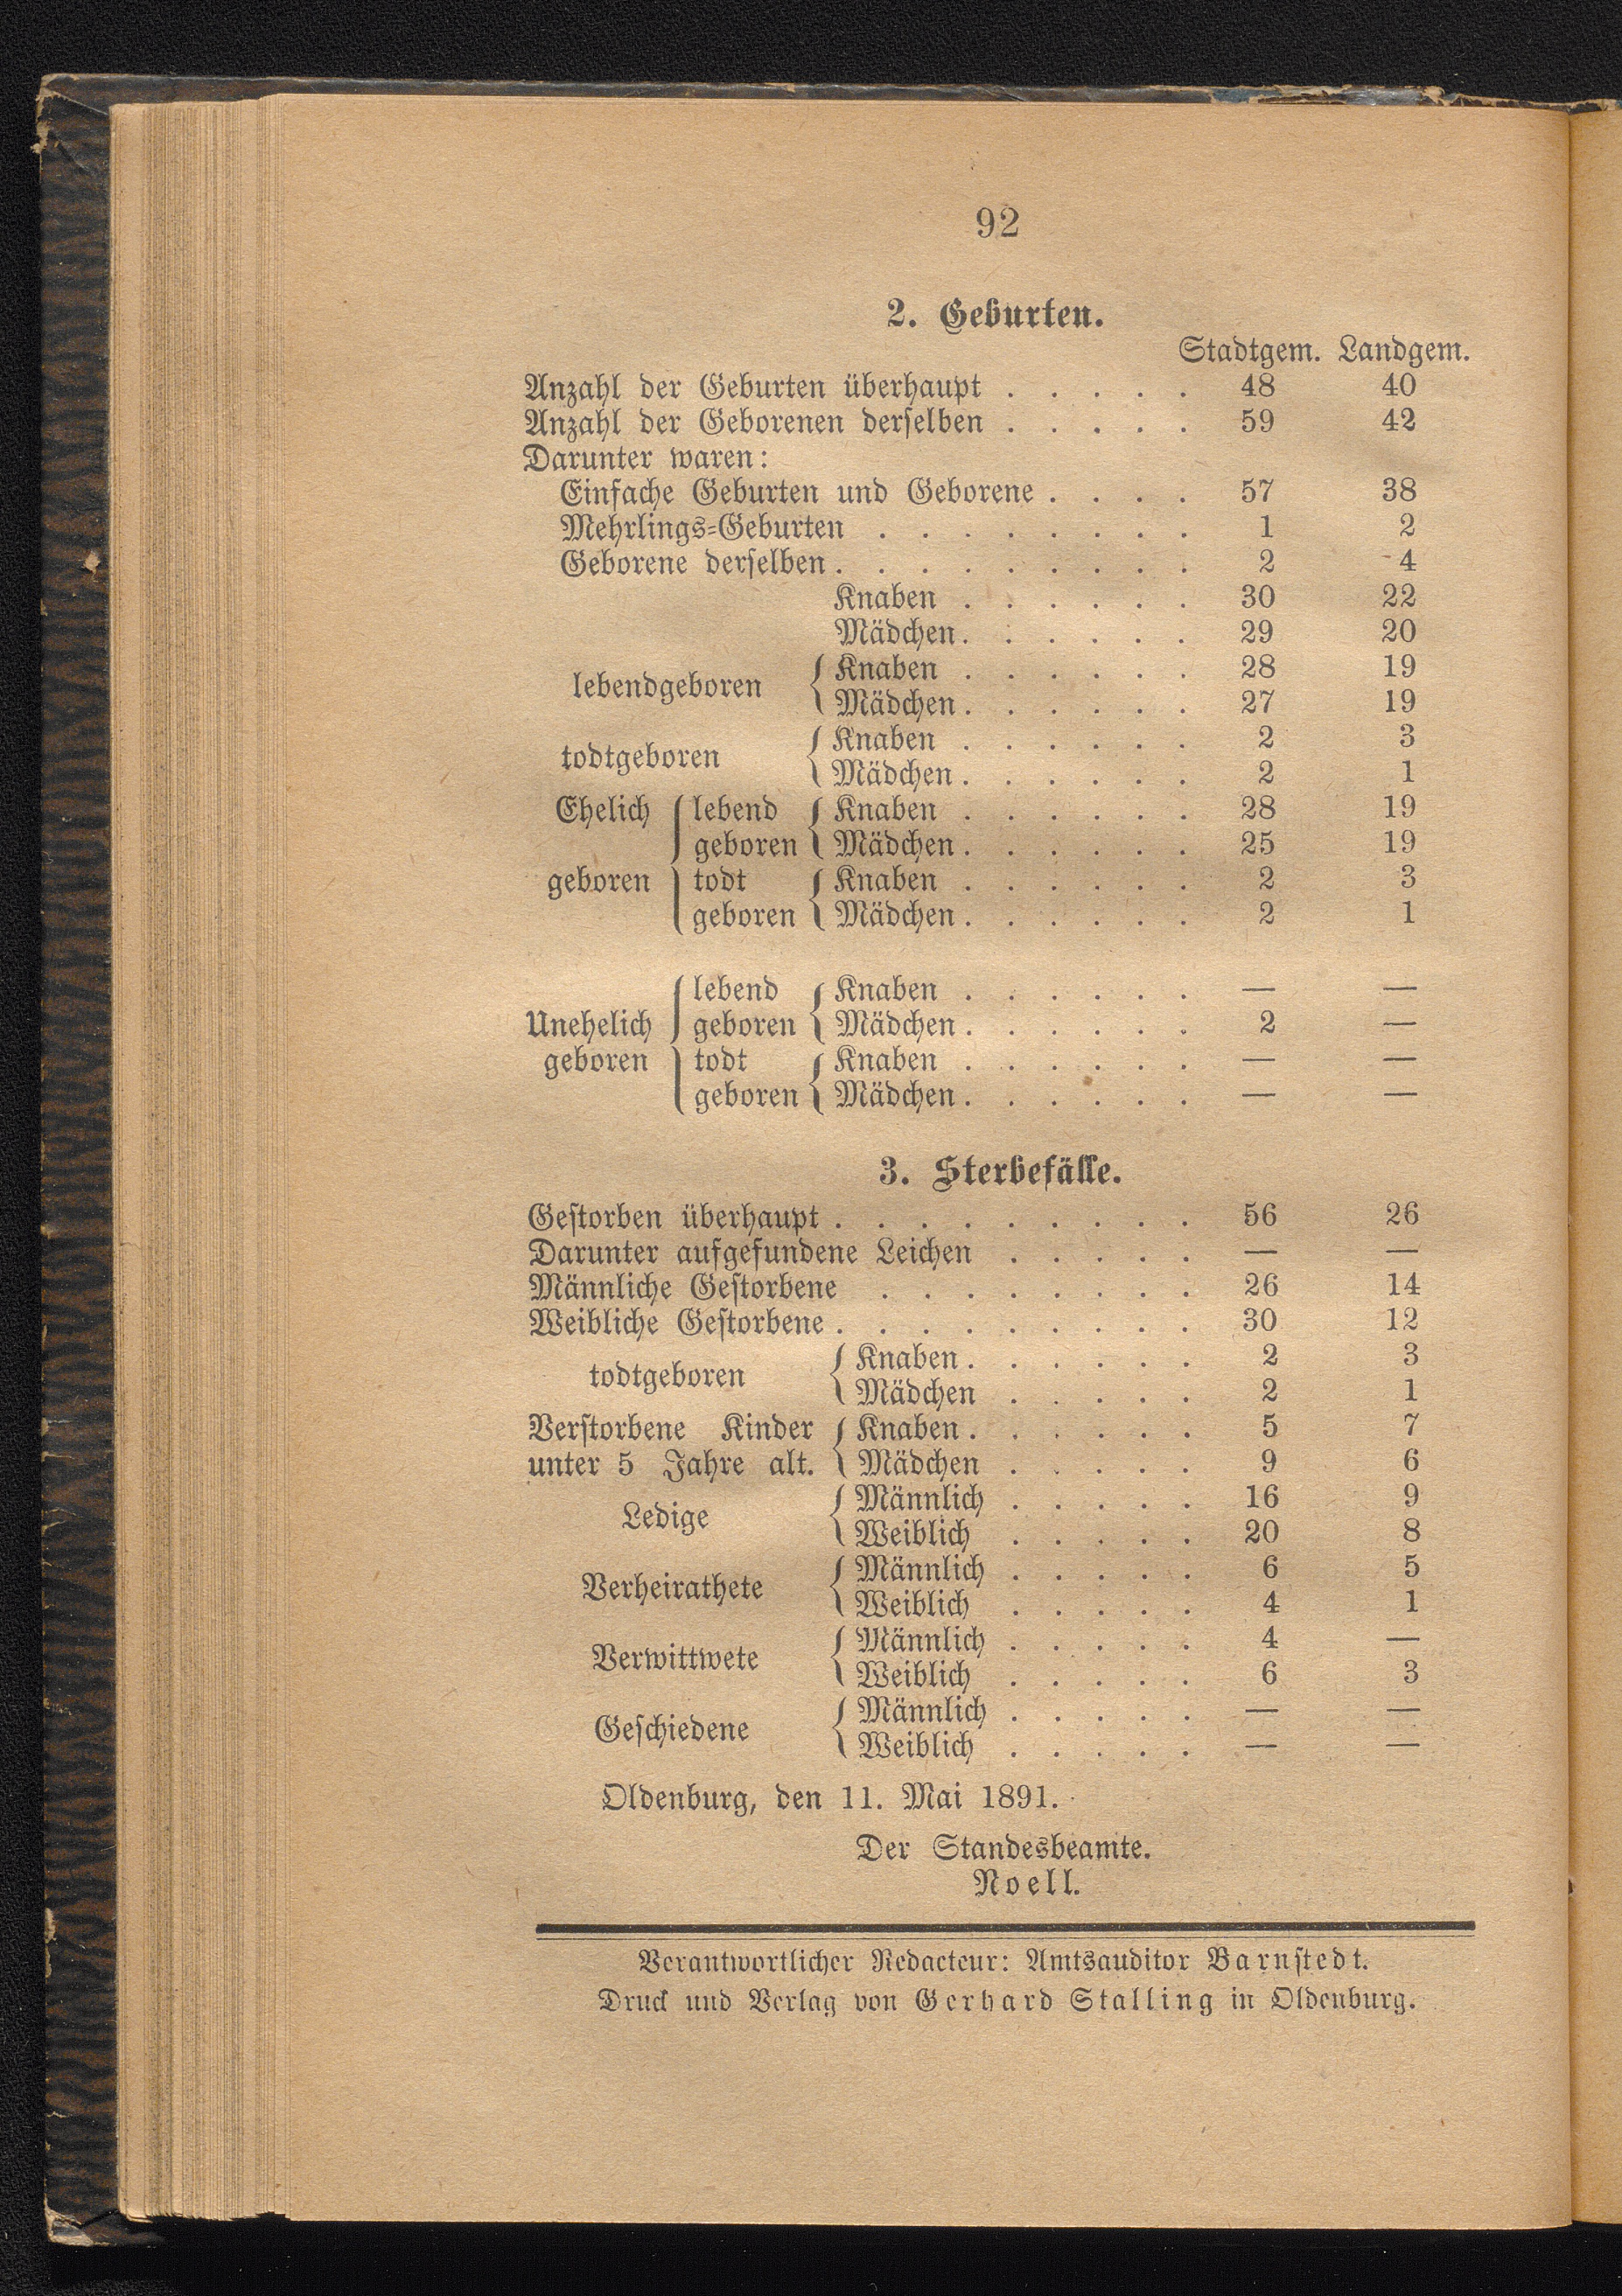 92
2. Geburten.
Stadtgem. Landgem.
Anzahl der Geburten überhaupt . . . . . 48 40
Anzahl der Geborenen derselben . . . . . 59 42
Darunter waren:
Einfache Geburten und Geborene . . . . 57 38
Mehrlings-Geburten . . . . . . . . 1 2
Geborene derselben . . . . . . . . . 2 4
Knaben . . . . . . 30 22
Mädchen . . . . . . 29 20
lebendgeboren { Knaben . . . . . . 28 19
Mädchen . . . . . . 27 19
todtgeboren { Knaben . . . . . . 2 3
Mädchen . . . . . . 2 1
Ehelich { lebend { Knaben . . . . . . 28 19
geboren { Mädchen . . . . . . 25 19
geboren { todt { Knaben . . . . . . 2 3
geboren { Mädchen . . . . . . 2 1
{ lebend { Knaben . . . . . . — —
Unehelich { geboren { Mädchen . . . . . . 2 —
geboren { todt { Knaben . . . . . . — —
geboren { Mädchen . . . . . . — —
3. Sterbefälle.
Gestorben überhaupt . . . . . . . . . 56 26
Darunter aufgefundene Leichen . . . . . — —
Männliche Gestorbene . . . . . . . . 26 14
Weibliche Gestorbene . . . . . . . . . 30 12
todtgeboren { Knaben . . . . . . 2 3
Mädchen . . . . . 2 1
Verstorbene Kinder { Knaben . . . . . . 5 7
unter 5 Jahre alt. { Mädchen . . . . . 9 6
Ledige { Männlich . . . . . 16 9
Weiblich . . . . . 20 8
Verheirathete { Männlich . . . . . 6 5
Weiblich . . . . . 4 1
Verwittwete { Männlich . . . . . 4 —
Weiblich . . . . . 6 3
Geschiedene { Männlich . . . . . — —
Weiblich . . . . . — —
Oldenburg, den 11. Mai 1891.
Der Standesbeamte.
Noell.
Verantwortlicher Redacteur: Amtsauditor Barnstedt.
Druck und Verlag von Gerhard Stalling in Oldenburg.